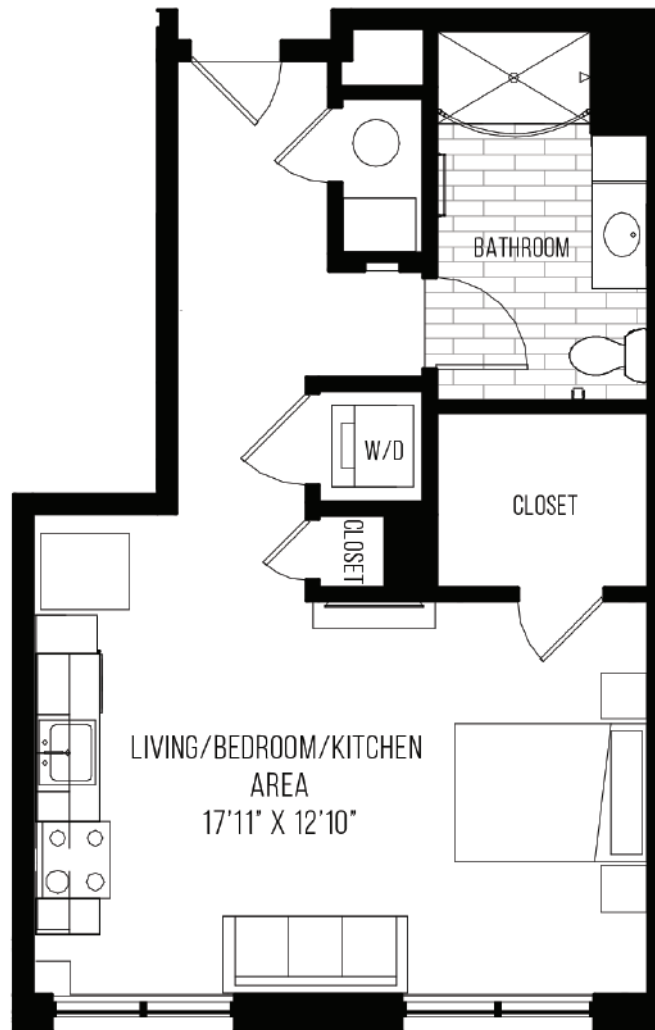 BATHROOM
W/D
CLOSET
CLOSET
LIVING/BEDROOM/KITCHEN
AREA
17'11" X 12'10"